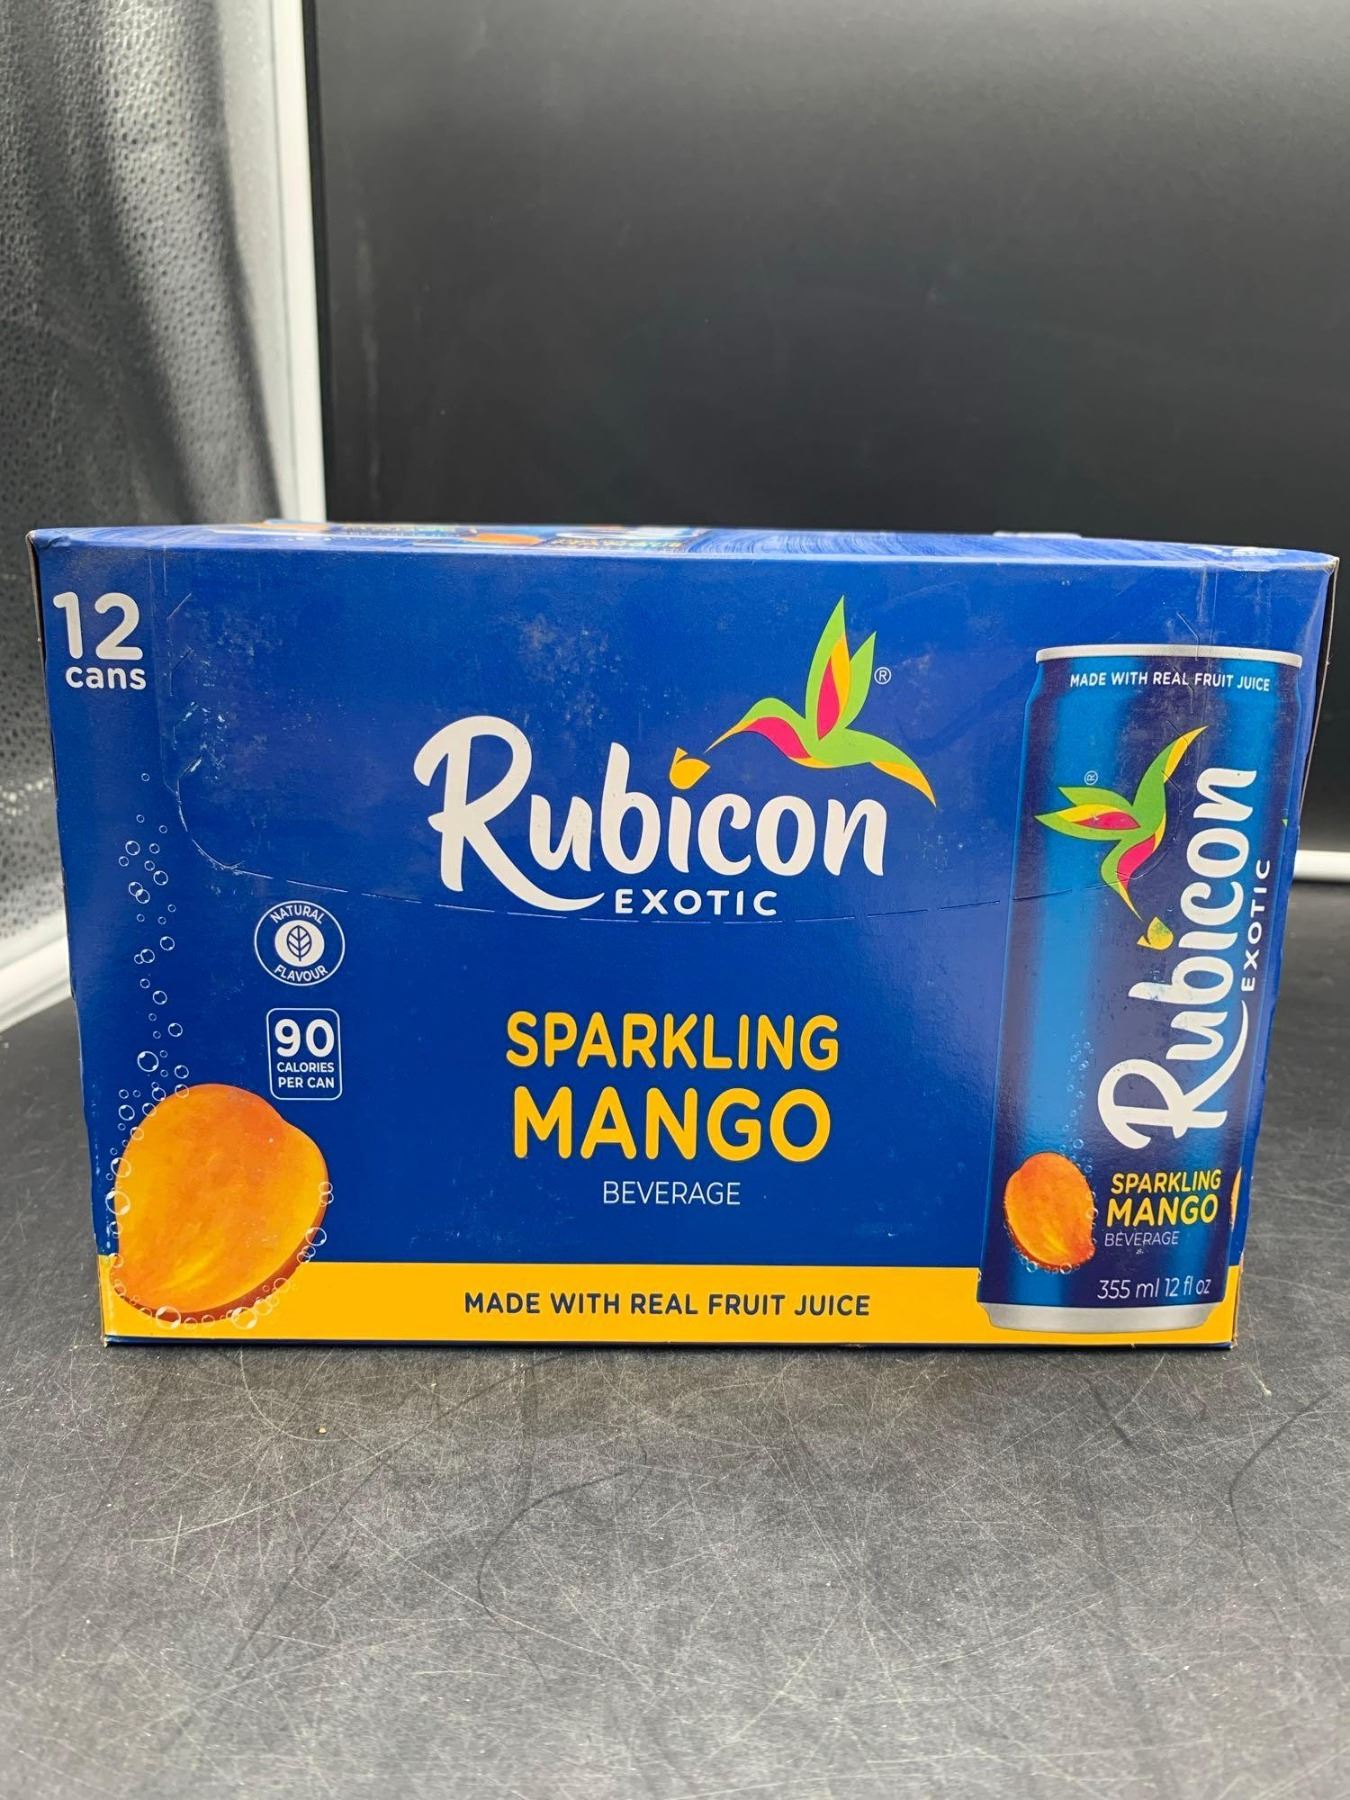 12
cans
Rubicon
®
EXOTIC
NATURAL
FLAVOUR
90
CALORIES
PER CAN
SPARKLING
MANGO
BEVERAGE
MADE WITH REAL FRUIT JUICE
MADE WITH REAL FRUIT JUICE
®
Rubicon
EXOTIC
SPARKLING
MANGO
BEVERAGE
355 ml 12 fl oz